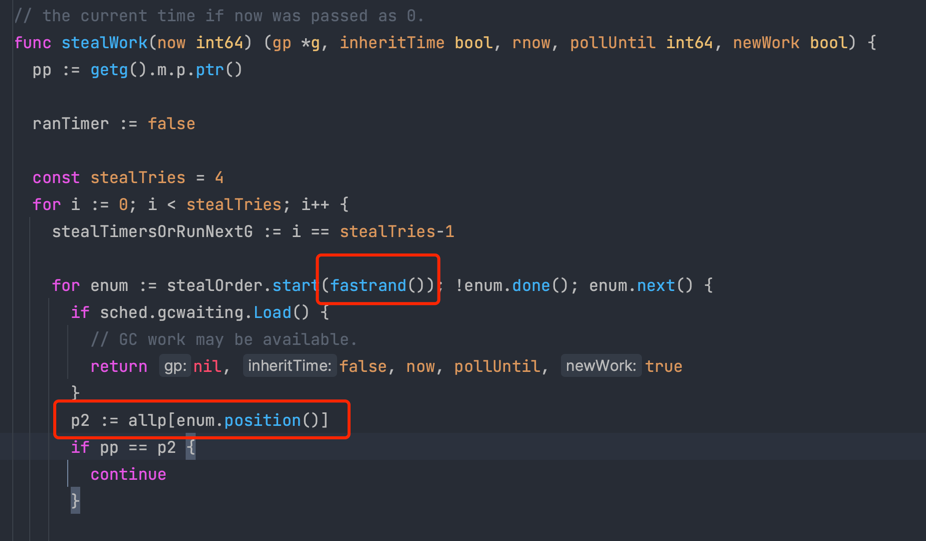 // the current time if now was passed as 0.
func stealWork(now int64) (gp *g, inheritTime bool, rnow, pollUntil int64, newWork bool) {
pp := getg().m.p.ptr()
ranTimer := false
const stealTries = 4
for i := 0; i < stealTries; i++ {
stealTimersOrRunNextG := i == stealTries-1
for enum := stealOrder.start(fastrand()); !enum.done(); enum.next() {
if sched.gcwaiting.Load() {
// GC work may be available.
return gp: nil, inheritTime: false, now, pollUntil, newWork: true
}
p2 := allp[enum.position()]
if pp == p2 {
continue
}